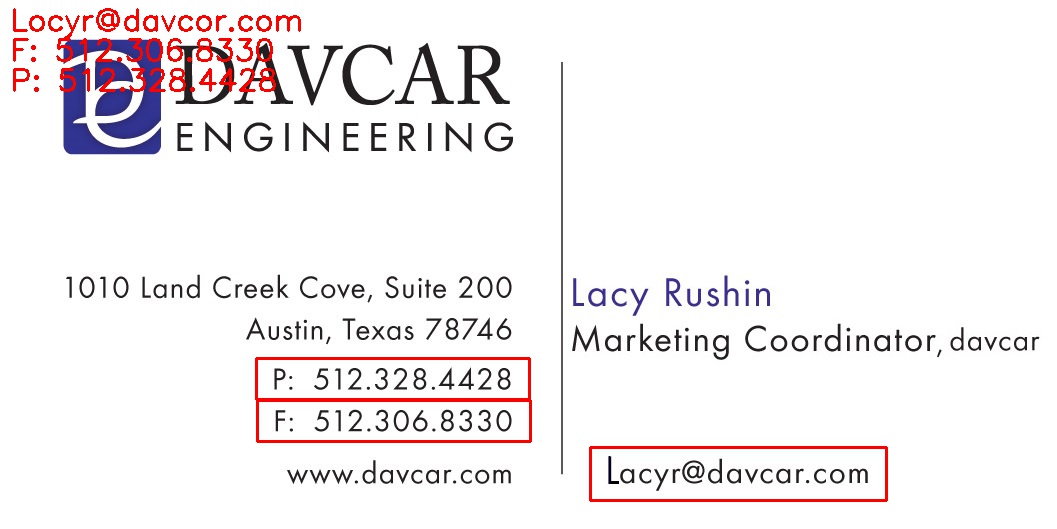 Locyr@davcor.com
F: 512.306.8330
P: 512.328.4428
DAVCAR
ENGINEERING
1010 Land Creek Cove, Suite 200
Austin, Texas 78746
P: 512.328.4428
F: 512.306.8330
www.davcar.com
Lacy Rushin
Marketing Coordinator, davcar
Lacyr@davcar.com